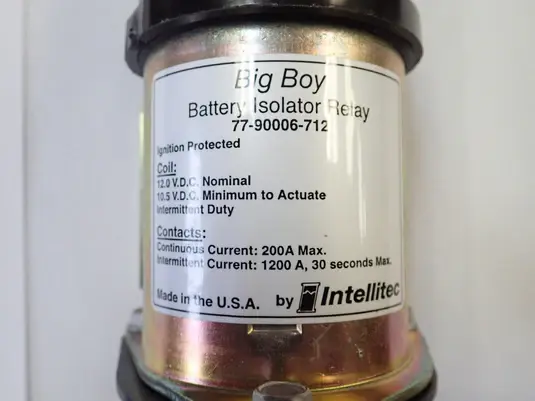 Big Boy
Battery Isolator Relay
77-90006-712
Ignition Protected
Coil:
12.0 V.D.C. Nominal
10.5 V.D.C. Minimum to Actuate
Intermittent Duty
Contacts:
Continuous Current: 200A Max.
Intermittent Current: 1200 A, 30 seconds Max.
Made in the U.S.A. by Intellitec